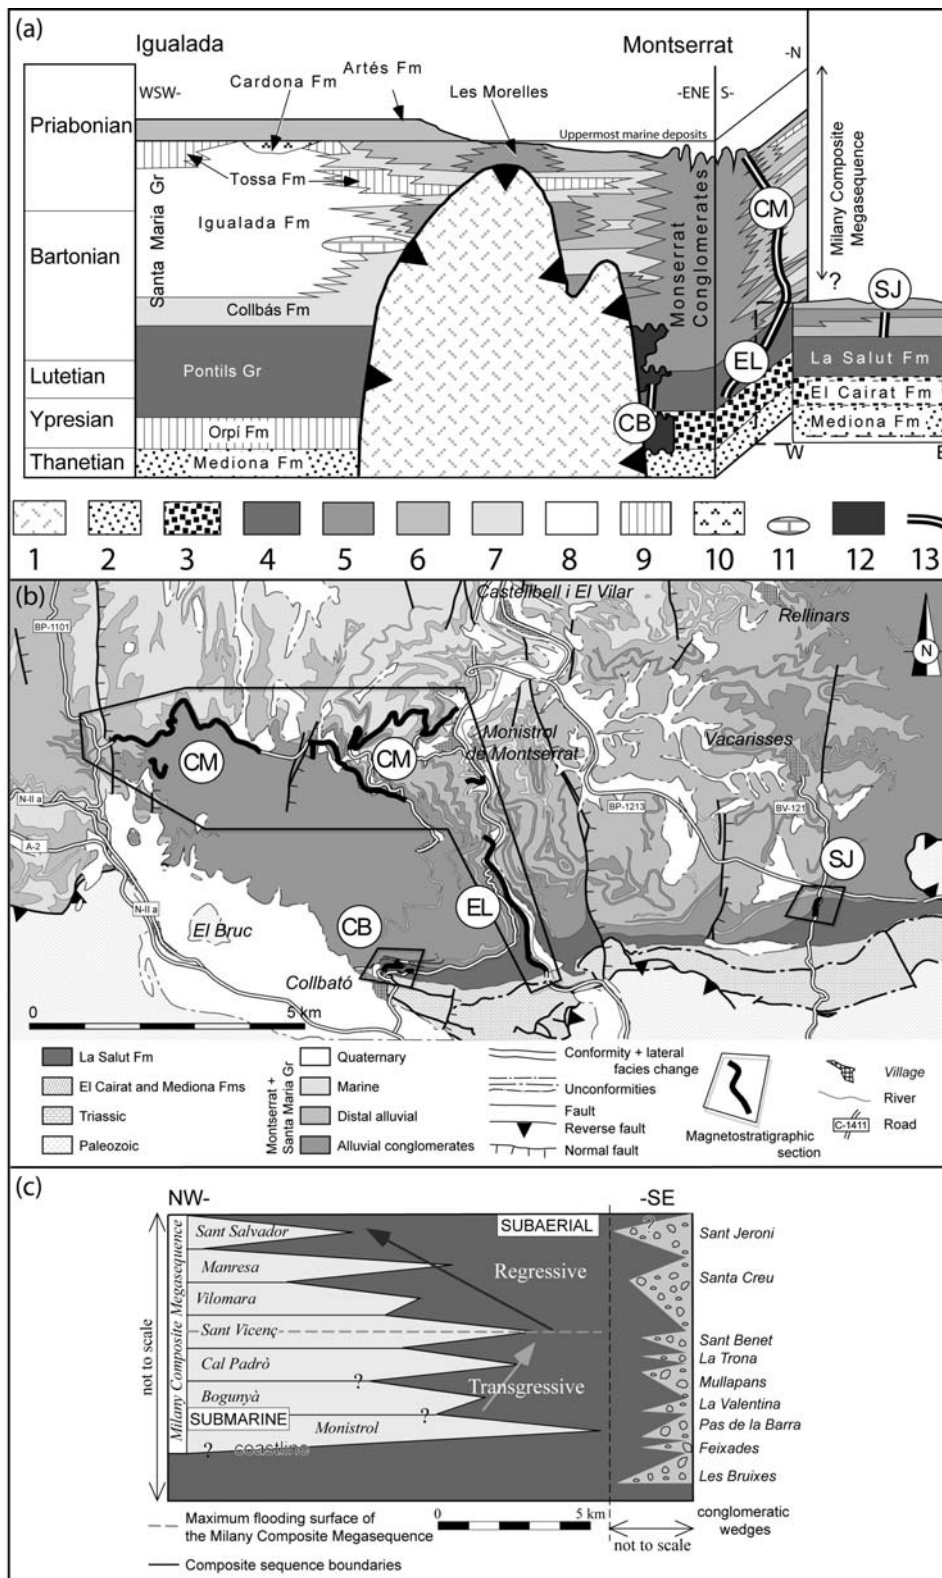 (a)
Igualada
Montserrat
Cardona Fm
Artés Fm
Les Morelles
-N
WSW-
-ENE
S-
Uppermost marine deposits
Priabonian
Bartonian
Lutetian
Ypresian
Thanetian
Santa Maria Gr
Tossa Fm
Igualada Fm
Collbás Fm
Pontils Gr
Orpí Fm
Mediona Fm
Monserrat
Conglomerates
Milany Composite
Megasequence
?
CM
SJ
EL
CB
La Salut Fm
El Cairat Fm
Mediona Fm
W
E
1 2 3 4 5 6 7 8 9 10 11 12 13
(b)
Castellbell i El Vilar
Rellinars
BP-1101
N
Monistrol
de Montserrat
Vacarisses
CM
CM
N-II a
A-2
BP-1213
BV-121
N-II a
SJ
El Bruc
CB
EL
Collbató
0
5 km
La Salut Fm
El Cairat and Mediona Fms
Triassic
Paleozoic
Montserrat +
Santa Maria Gr
Quaternary
Marine
Distal alluvial
Alluvial conglomerates
Conformity + lateral
facies change
Unconformities
Fault
Reverse fault
Normal fault
Magnetostratigraphic
section
Village
River
C-1411
Road
(c)
NW-
-SE
not to scale
Milany Composite Megasequence
Sant Salvador
SUBAERIAL
?
Sant Jeroni
Manresa
Regressive
Santa Creu
Vilomara
Sant Vicenç
Sant Benet
Cal Padrò
La Trona
?
Transgressive
Mullapans
Bogunyà
La Valentina
SUBMARINE
?
Monistrol
Pas de la Barra
?
coastline
Feixades
Les Bruixes
Maximum flooding surface of
the Milany Composite Megasequence
0
5 km
conglomeratic
wedges
not to scale
Composite sequence boundaries